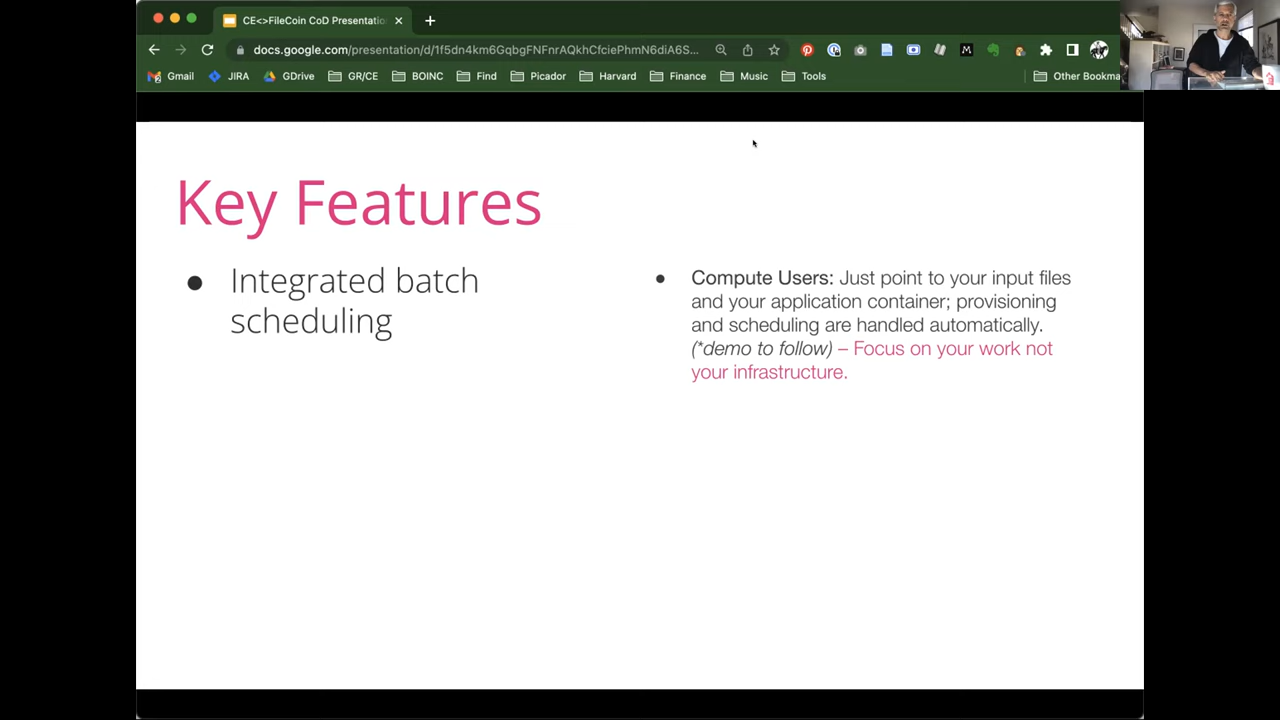 CE<>FileCoin CoD Presentatio
docs.google.com/presentation/d/1f5dn4km6GqbgFNFnrAQkhCfciePhmN6diA6S...
Gmail JIRA GDrive GR/CE BOINC Find Picador Harvard Finance Music Tools Other Bookma
Key Features
● Integrated batch
scheduling
● Compute Users: Just point to your input files
and your application container; provisioning
and scheduling are handled automatically.
(*demo to follow) – Focus on your work not
your infrastructure.